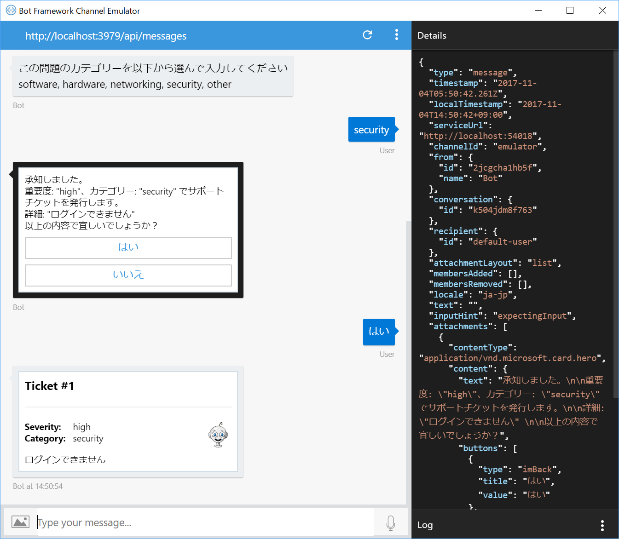 Bot Framework Channel Emulator
http://localhost:3979/api/messages
この問題のカテゴリーを以下から選んで入力してください
software, hardware, networking, security, other
Bot
security
User
承知しました。
重要度: "high"、カテゴリー: "security" でサポート
チケットを発行します。
詳細: "ログインできません"
以上の内容で宜しいでしょうか？
はい
いいえ
Bot
はい
User
Ticket #1
Severity: high
Category: security
ログインできません
Bot at 14:50:54
Type your message...
Details
{
"type": "message",
"timestamp": "2017-11-
04T05:50:42.261Z",
"localTimestamp": "2017-11-
04T14:50:42+09:00",
"serviceUrl":
"http://localhost:54018",
"channelId": "emulator",
"from": {
"id": "2jcgcha1hb5f",
"name": "Bot"
},
"conversation": {
"id": "k504jdm8f763"
},
"recipient": {
"id": "default-user"
},
"attachmentLayout": "list",
"membersAdded": [],
"membersRemoved": [],
"locale": "ja-jp",
"text": "",
"inputHint": "expectingInput",
"attachments": [
{
"contentType":
"application/vnd.microsoft.card.hero",
"content": {
"text": "承知しました。\n\n重要
度: \"high\"、カテゴリー: \"security\"
でサポートチケットを発行します。\n\n詳細:
\"ログインできません\" \n\n以上の内容で
宜しいでしょうか？",
"buttons": [
{
"type": "imBack",
"title": "はい",
"value": "はい"
},
Log